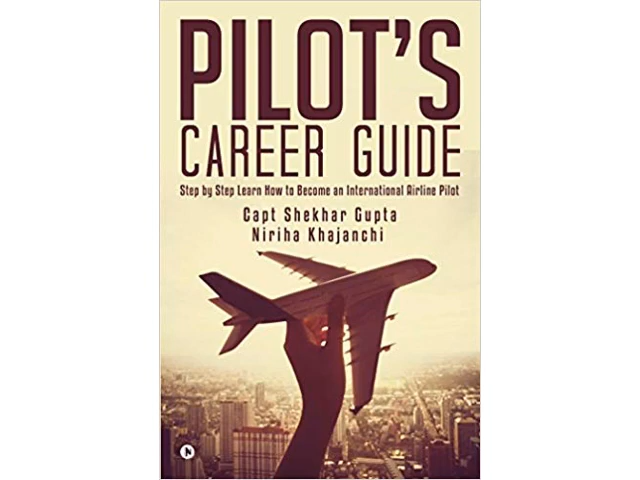 PILOT'S
CAREER GUIDE
Step by Step Learn How to Become an International Airline Pilot
Capt Shekhar Gupta
Niriha Khajanchi
N